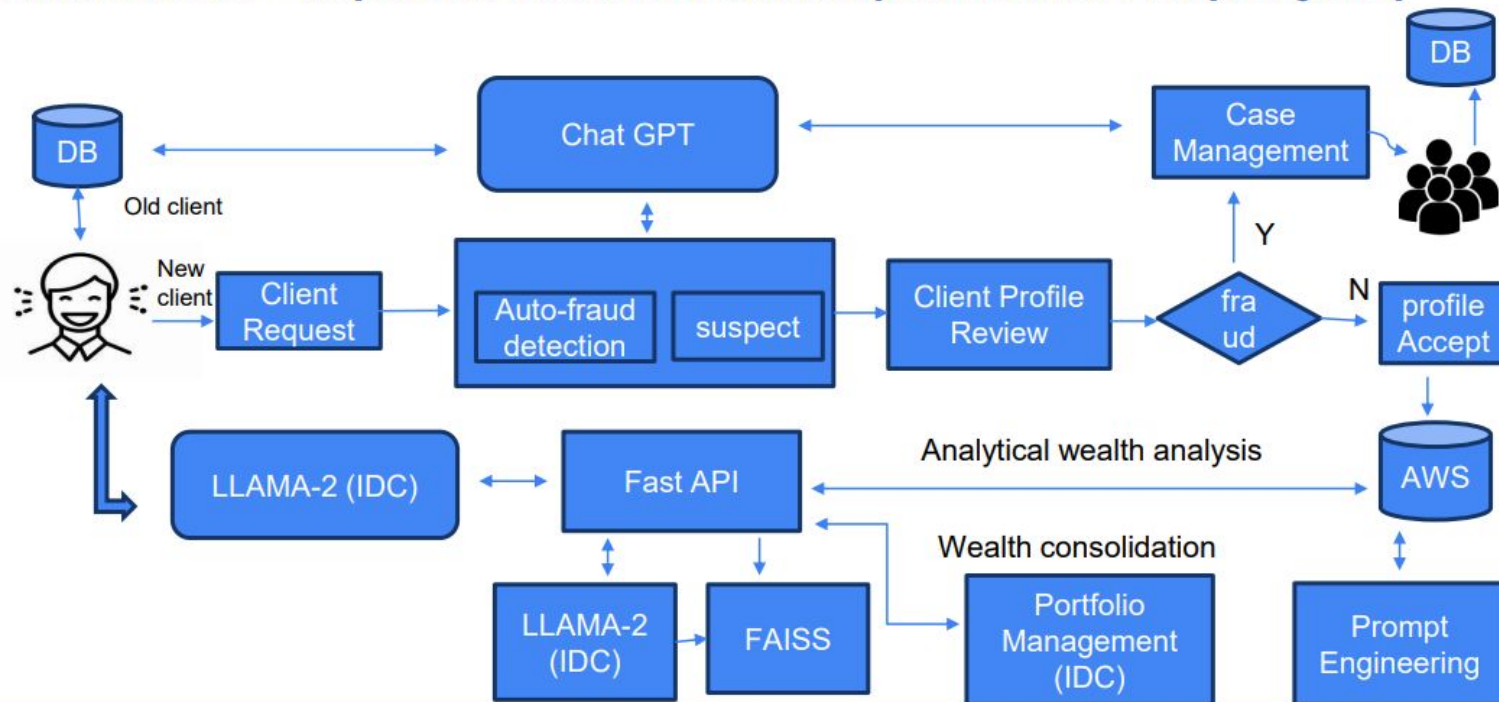 DB
Chat GPT
Case
Management
DB
Old client
New
client
Client
Request
Auto-fraud
detection
suspect
Client Profile
Review
Y
fra
ud
N
profile
Accept
LLAMA-2 (IDC)
Fast API
Analytical wealth analysis
AWS
Wealth consolidation
LLAMA-2
(IDC)
FAISS
Portfolio
Management
(IDC)
Prompt
Engineering